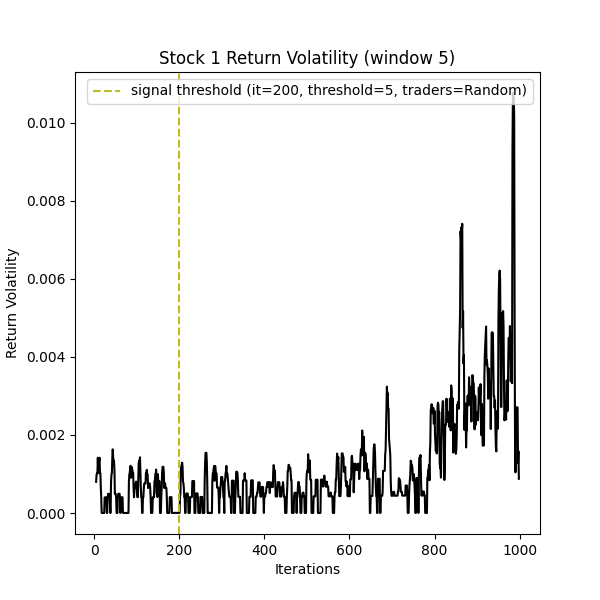 Stock 1 Return Volatility (window 5)
signal threshold (it=200, threshold=5, traders=Random)
0.010
0.008
0.006
0.004
0.002
0.000
Return Volatility
0 200 400 600 800 1000
Iterations